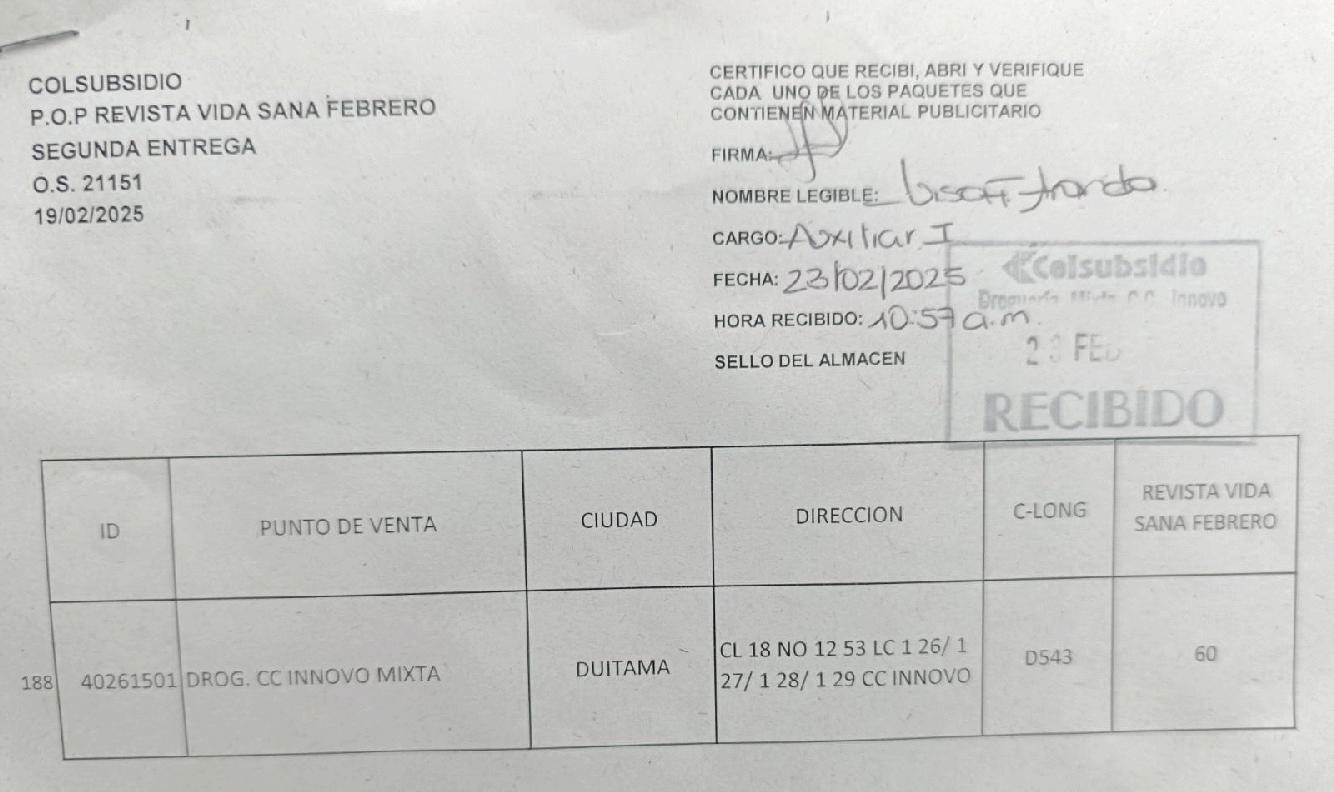 COLSUBSIDIO
P.O.P REVISTA VIDA SANA FEBRERO
SEGUNDA ENTREGA
O.S. 21151
19/02/2025
CERTIFICO QUE RECIBI, ABRI Y VERIFIQUE
CADA UNO DE LOS PAQUETES QUE
CONTIENEN MATERIAL PUBLICITARIO
FIRMA:
NOMBRE LEGIBLE:
CARGO: Auxiliar I
FECHA: 23/02/2025
HORA RECIBIDO: 10:57 a.m.
SELLO DEL ALMACEN
Colsubsidio
Droguería Mixta C.C. Innovo
FEB
RECIBIDO
ID
PUNTO DE VENTA
CIUDAD
DIRECCION
C-LONG
REVISTA VIDA
SANA FEBRERO
188
40261501
DROG. CC INNOVO MIXTA
DUITAMA
CL 18 NO 12 53 LC 1 26/ 1
27/ 1 28/ 1 29 CC INNOVO
D543
60